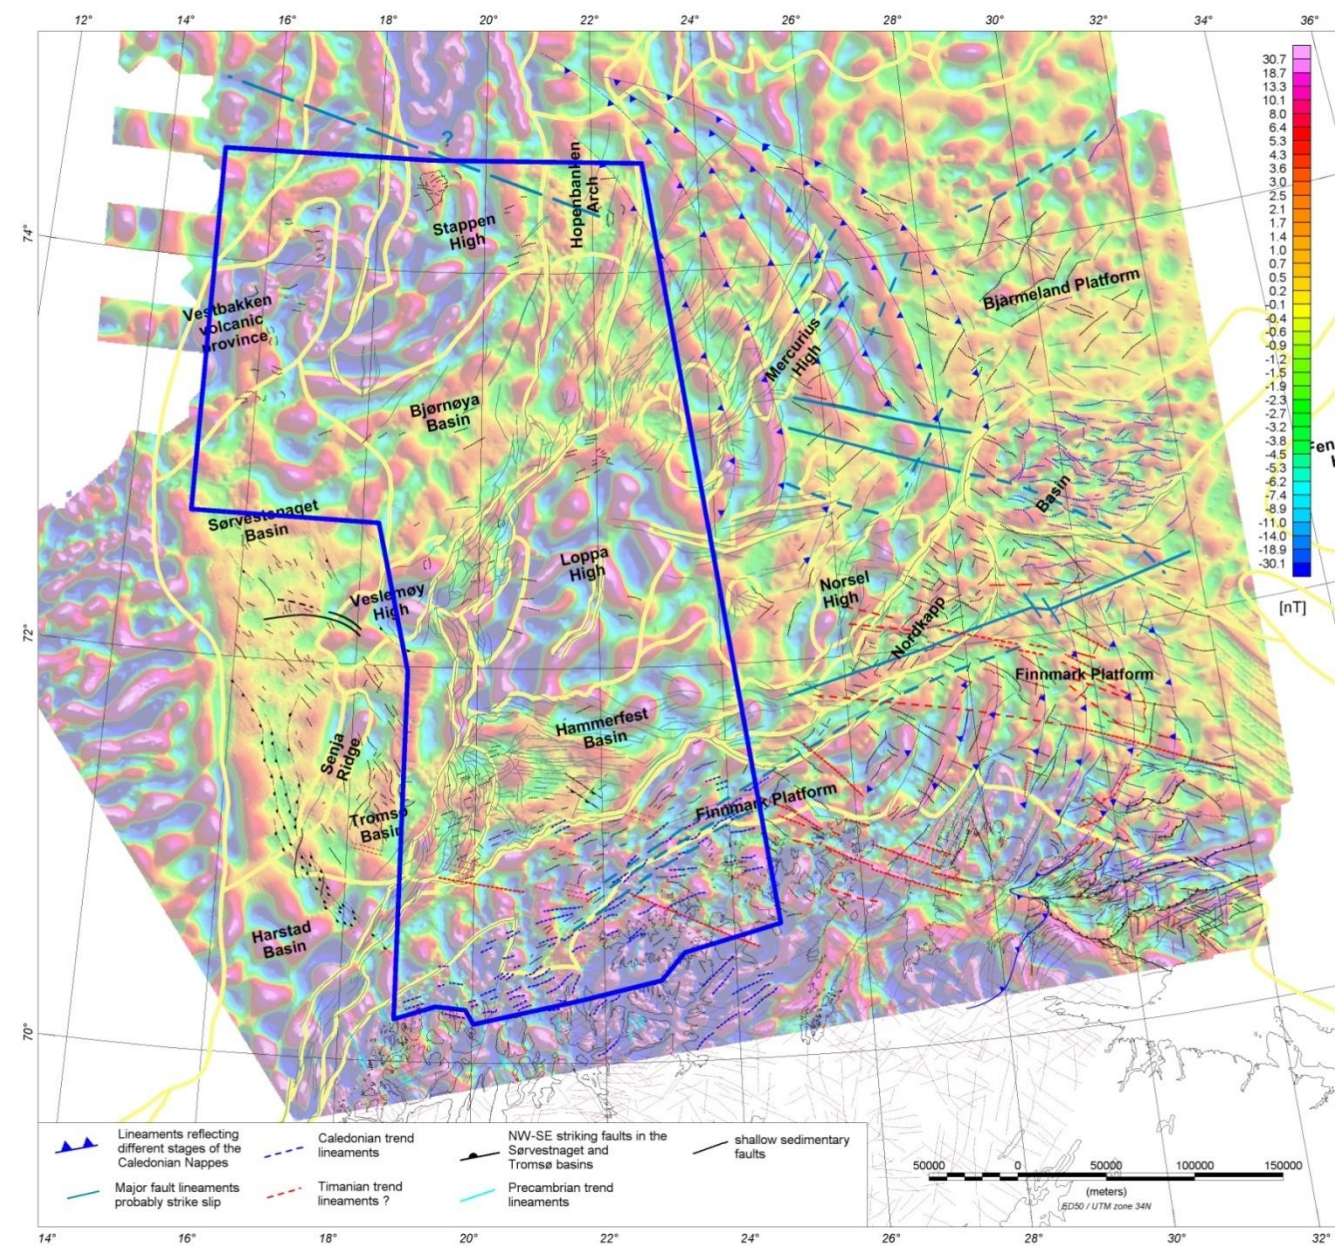 12° 14° 16° 18° 20° 22° 24° 26° 28° 30° 32° 34° 36°
30.7
18.7
13.3
10.1
8.0
6.4
5.3
4.3
3.6
3.0
2.5
2.1
1.7
1.4
1.0
0.7
0.5
0.2
-0.1
-0.4
-0.6
-0.9
-1.2
-1.5
-1.9
-2.3
-2.7
-3.2
-3.8
-4.5
-5.3
-6.2
-7.4
-8.9
-11.0
-14.0
-18.9
-30.1
[nT]
74°
72°
70°
?
Hopenbanken
Arch
Stappen
High
Vestbakken
volcanic
province
Bjarmeland Platform
Mercurius
High
Bjørnøya
Basin
Basin
Sørvestsnaget
Basin
Loppa
High
Veslemøy
High
Norsel
High
Nordkapp
Finnmark Platform
Hammerfest
Basin
Senja
Ridge
Tromsø
Basin
Finnmark Platform
Harstad
Basin
Lineaments reflecting
different stages of the
Caledonian Nappes
Caledonian trend
lineaments
NW-SE striking faults in the
Sørvestnaget and
Tromsø basins
shallow sedimentary
faults
Major fault lineaments
probably strike slip
Timanian trend
lineaments ?
Precambrian trend
lineaments
50000 0 50000 100000 150000
(meters)
ED50 / UTM zone 34N
14° 16° 18° 20° 22° 24° 26° 28° 30° 32°